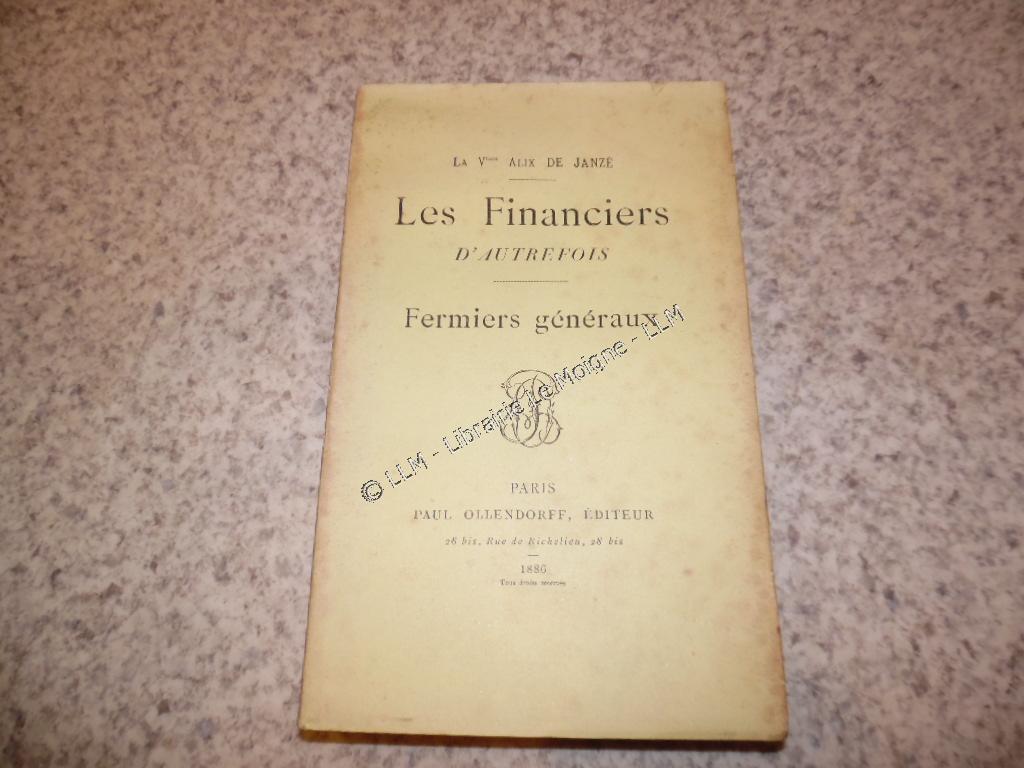 LA Vtesse ALIX DE JANZÉ
Les Financiers
D'AUTREFOIS
Fermiers généraux
© LLM - Librairie Le Moigne - LLM
PARIS
PAUL OLLENDORFF, ÉDITEUR
28 bis, Rue de Richelieu, 28 bis
1886
Tous droits réservés